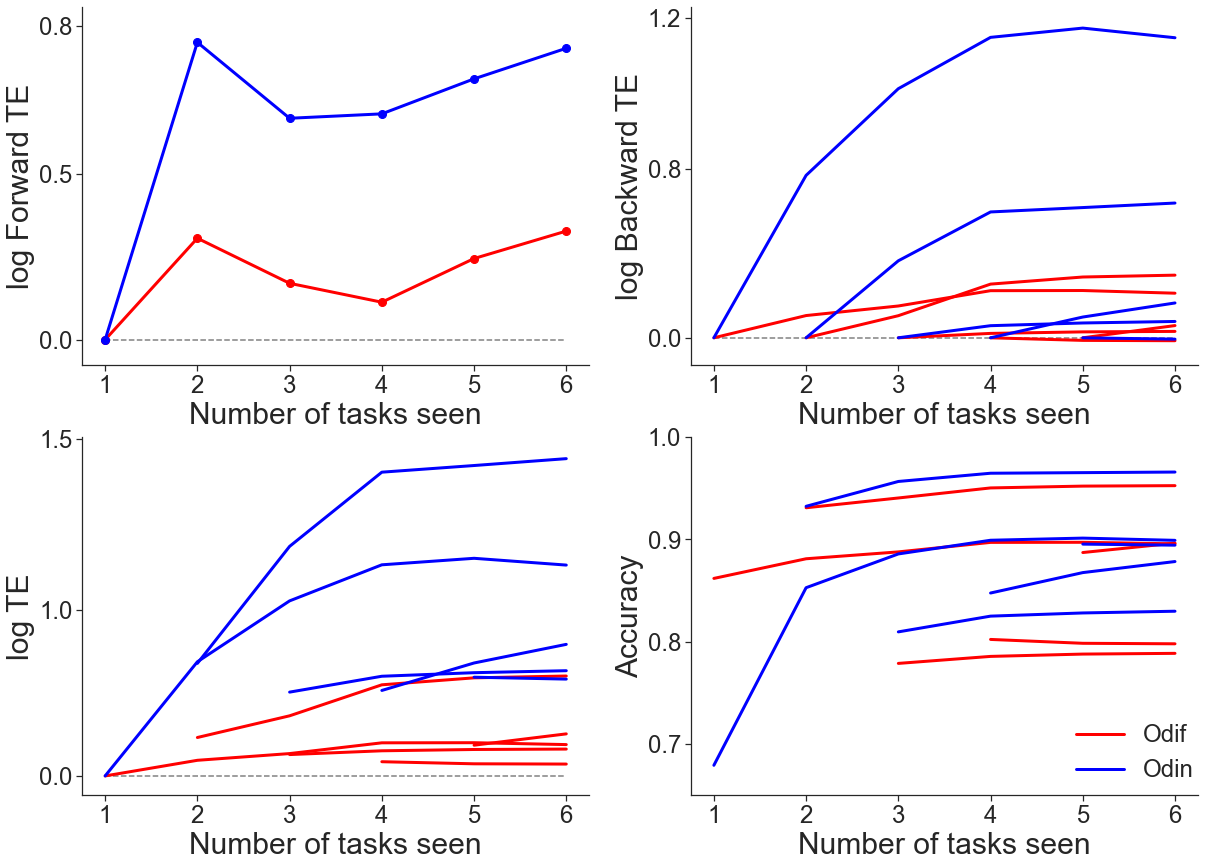 log Forward TE
0.8
0.5
0.0
1 2 3 4 5 6
Number of tasks seen
log Backward TE
1.2
0.8
0.0
1 2 3 4 5 6
Number of tasks seen
log TE
1.5
1.0
0.0
1 2 3 4 5 6
Number of tasks seen
Accuracy
1.0
0.9
0.8
0.7
Odif
Odin
1 2 3 4 5 6
Number of tasks seen